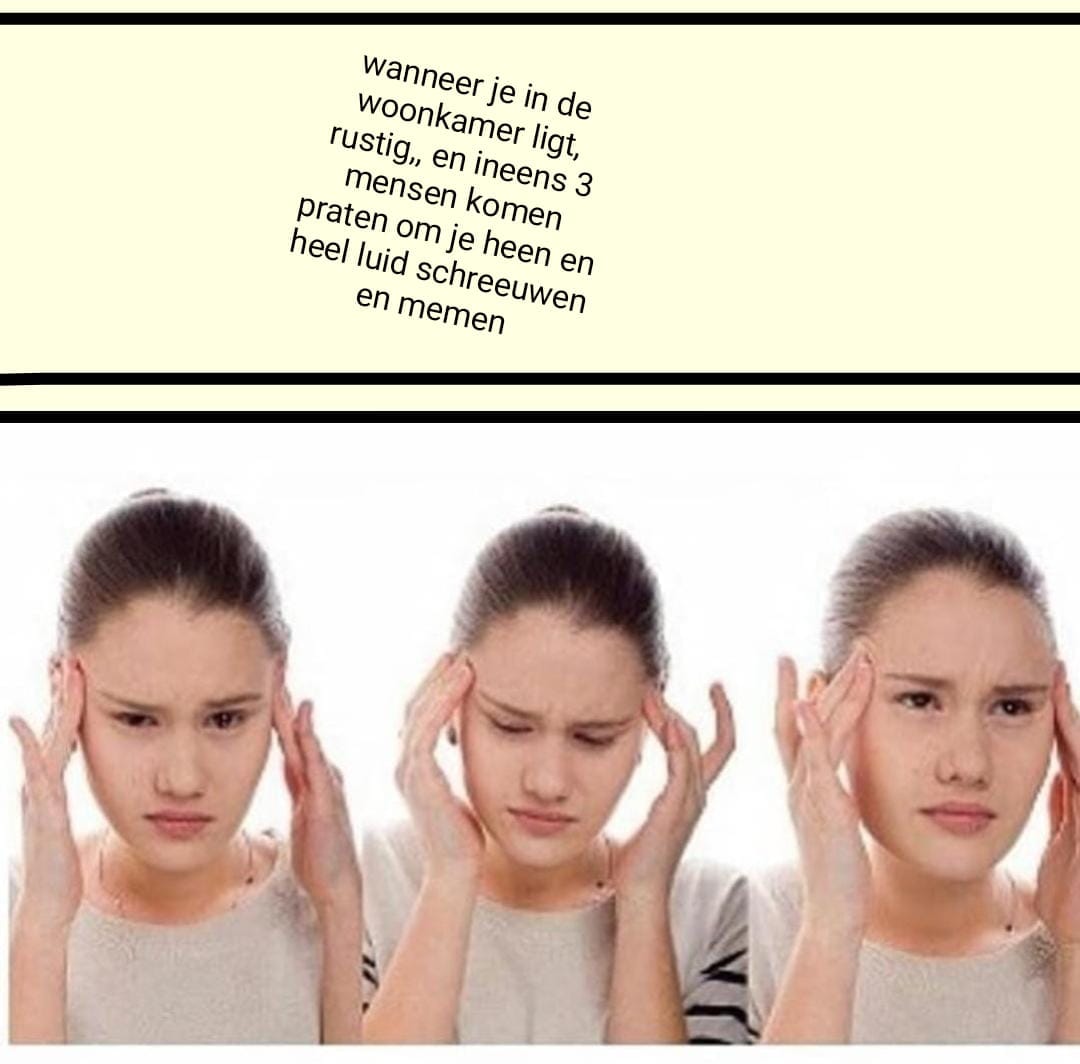 wanneer je in de
woonkamer ligt,
rustig,, en ineens 3
mensen komen
praten om je heen en
heel luid schreeuwen
en memen